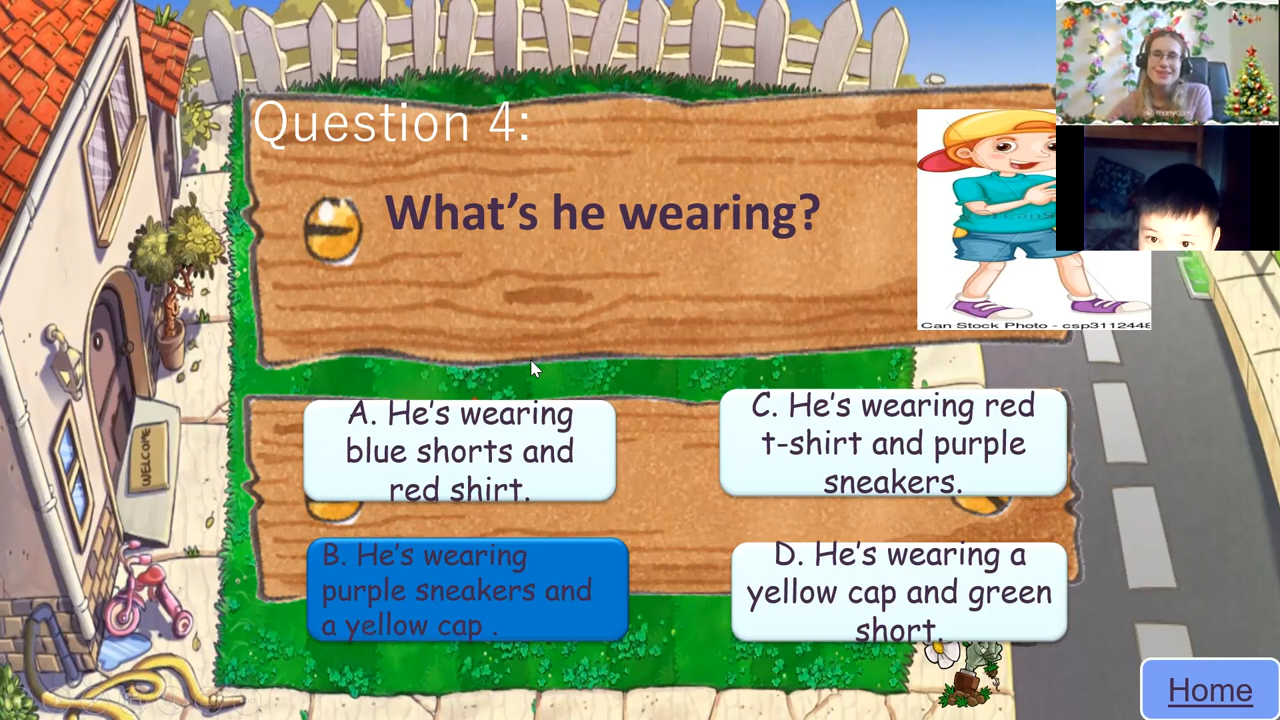 Question 4:
What's he wearing?
Can Stock Photo - csp3112448
A. He's wearing
blue shorts and
red shirt.
C. He's wearing red
t-shirt and purple
sneakers.
B. He's wearing
purple sneakers and
a yellow cap .
D. He's wearing a
yellow cap and green
short.
WELCOME
Home